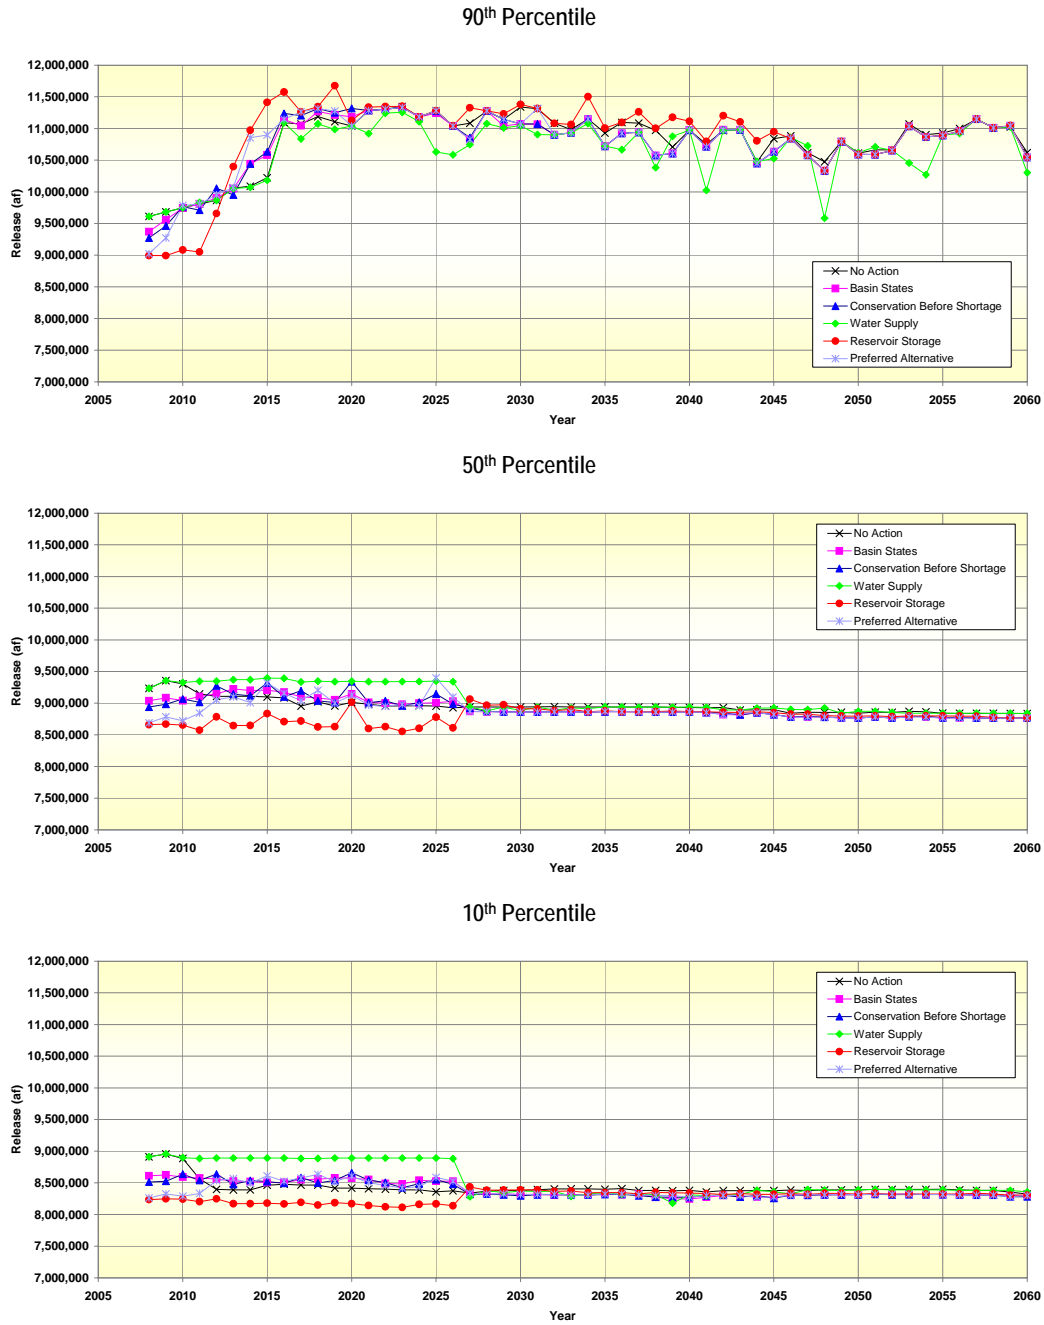 90th Percentile
12,000,000
11,500,000
11,000,000
10,500,000
10,000,000
9,500,000
9,000,000
8,500,000
8,000,000
7,500,000
7,000,000
Release (af)
No Action
Basin States
Conservation Before Shortage
Water Supply
Reservoir Storage
Preferred Alternative
2005 2010 2015 2020 2025 2030 2035 2040 2045 2050 2055 2060
Year
50th Percentile
12,000,000
11,500,000
11,000,000
10,500,000
10,000,000
9,500,000
9,000,000
8,500,000
8,000,000
7,500,000
7,000,000
Release (af)
No Action
Basin States
Conservation Before Shortage
Water Supply
Reservoir Storage
Preferred Alternative
2005 2010 2015 2020 2025 2030 2035 2040 2045 2050 2055 2060
Year
10th Percentile
12,000,000
11,500,000
11,000,000
10,500,000
10,000,000
9,500,000
9,000,000
8,500,000
8,000,000
7,500,000
7,000,000
Release (af)
No Action
Basin States
Conservation Before Shortage
Water Supply
Reservoir Storage
Preferred Alternative
2005 2010 2015 2020 2025 2030 2035 2040 2045 2050 2055 2060
Year